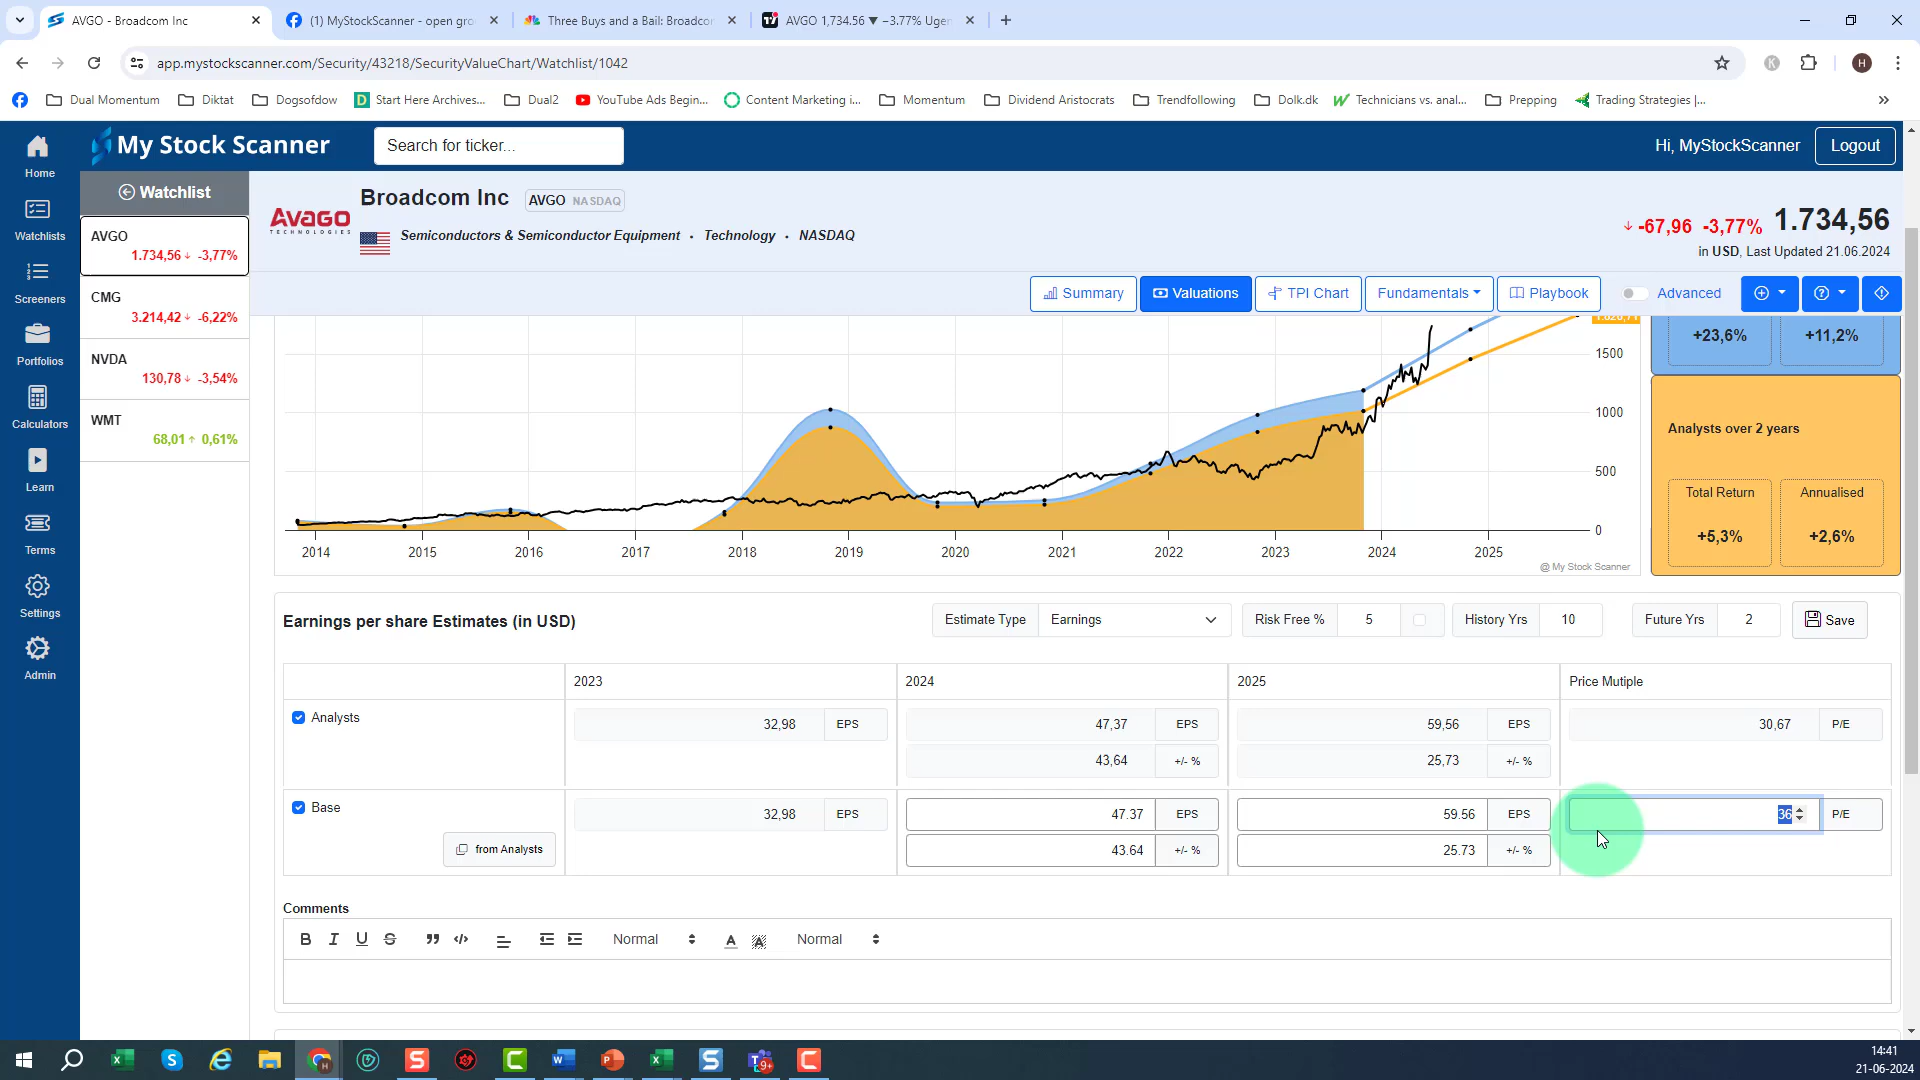 AVGO - Broadcom Inc
(1) MyStockScanner - open gro
Three Buys and a Bail: Broadcor
AVGO 1,734.56 ▼ −3.77% Uger
app.mystockscanner.com/Security/43218/SecurityValueChart/Watchlist/1042
K
H
Dual Momentum
Diktat
Dogsofdow
Start Here Archives...
Dual2
YouTube Ads Begin...
Content Marketing i...
Momentum
Dividend Aristocrats
Trendfollowing
Dolk.dk
Technicians vs. anal...
Prepping
Trading Strategies |...
My Stock Scanner
Search for ticker...
Hi, MyStockScanner
Logout
Home
Watchlists
Screeners
Portfolios
Calculators
Learn
Terms
Settings
Admin
Watchlist
AVGO
1.734,56 ↓ -3,77%
CMG
3.214,42 ↓ -6,22%
NVDA
130,78 ↓ -3,54%
WMT
68,01 ↑ 0,61%
AVAGO
TECHNOLOGIES
Broadcom Inc
AVGO NASDAQ
Semiconductors & Semiconductor Equipment • Technology • NASDAQ
↓ -67,96 -3,77% 1.734,56
in USD, Last Updated 21.06.2024
Summary
Valuations
TPI Chart
Fundamentals
Playbook
Advanced
1500
1000
500
0
2014
2015
2016
2017
2018
2019
2020
2021
2022
2023
2024
2025
@ My Stock Scanner
+23,6%
+11,2%
Analysts over 2 years
Total Return
Annualised
+5,3%
+2,6%
Earnings per share Estimates (in USD)
Estimate Type
Earnings
Risk Free %
5
History Yrs
10
Future Yrs
2
Save
2023
2024
2025
Price Mutiple
Analysts
32,98 EPS
47,37 EPS
59,56 EPS
30,67 P/E
43,64 +/- %
25,73 +/- %
Base
32,98 EPS
47.37 EPS
59.56 EPS
36 P/E
from Analysts
43.64 +/- %
25.73 +/- %
Comments
B I U S
Normal
A
Normal
9+
14:41
21-06-2024